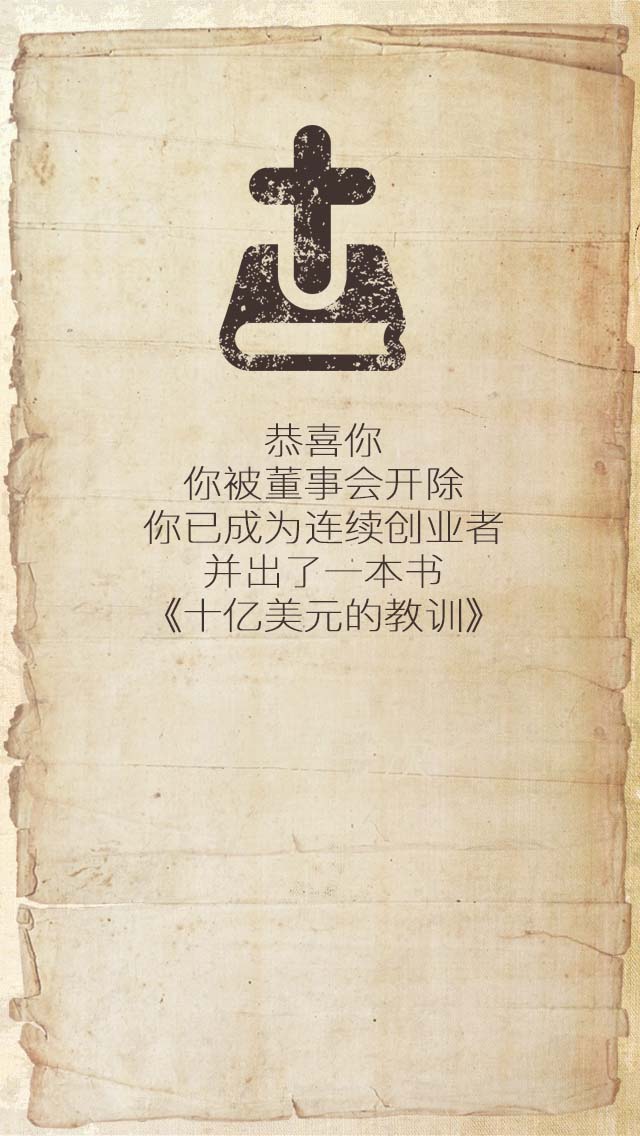 恭喜你
你被董事会开除
你已成为连续创业者
并出了一本书
《十亿美元的教训》